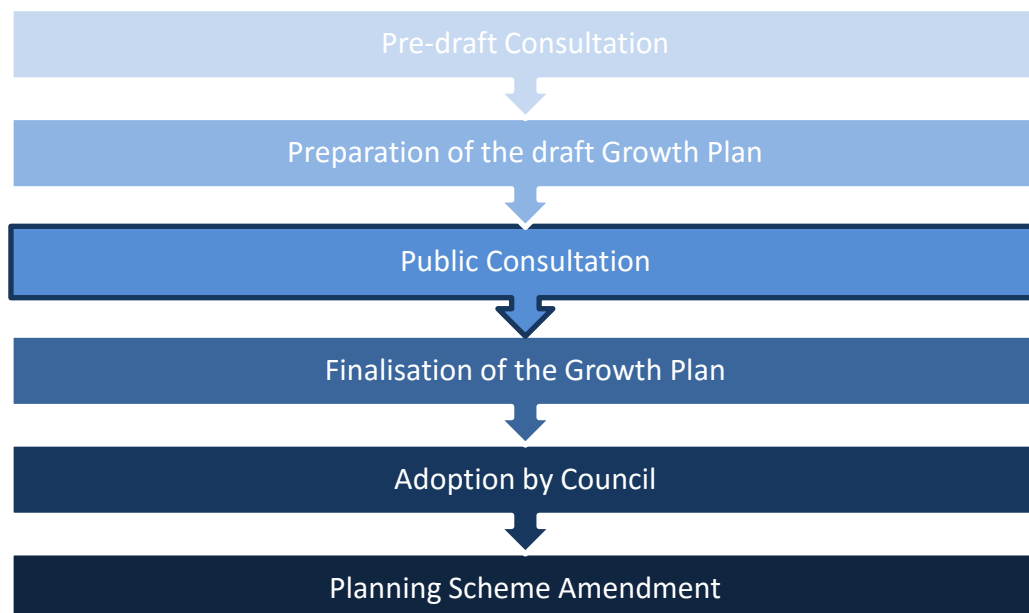 Pre-draft Consultation
Preparation of the draft Growth Plan
Public Consultation
Finalisation of the Growth Plan
Adoption by Council
Planning Scheme Amendment